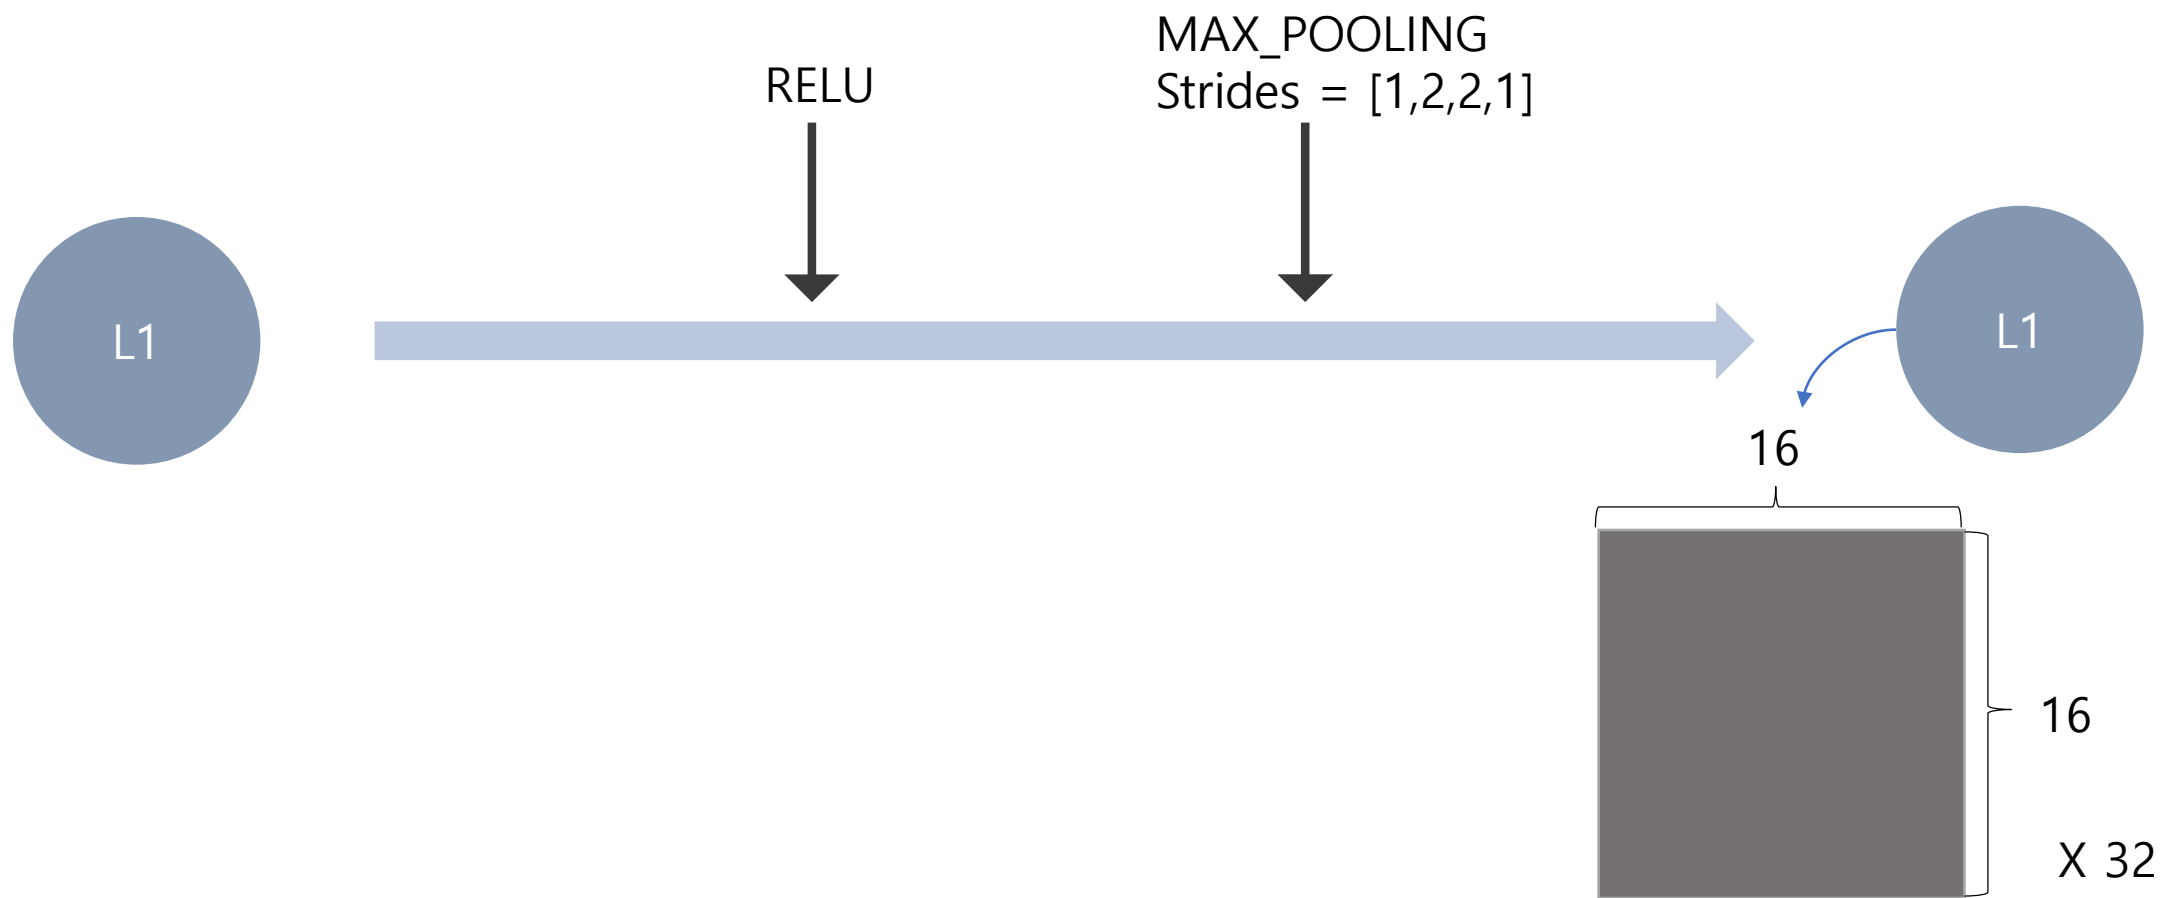 MAX_POOLING
Strides = [1,2,2,1]
RELU
L1
L1
16
16
X 32